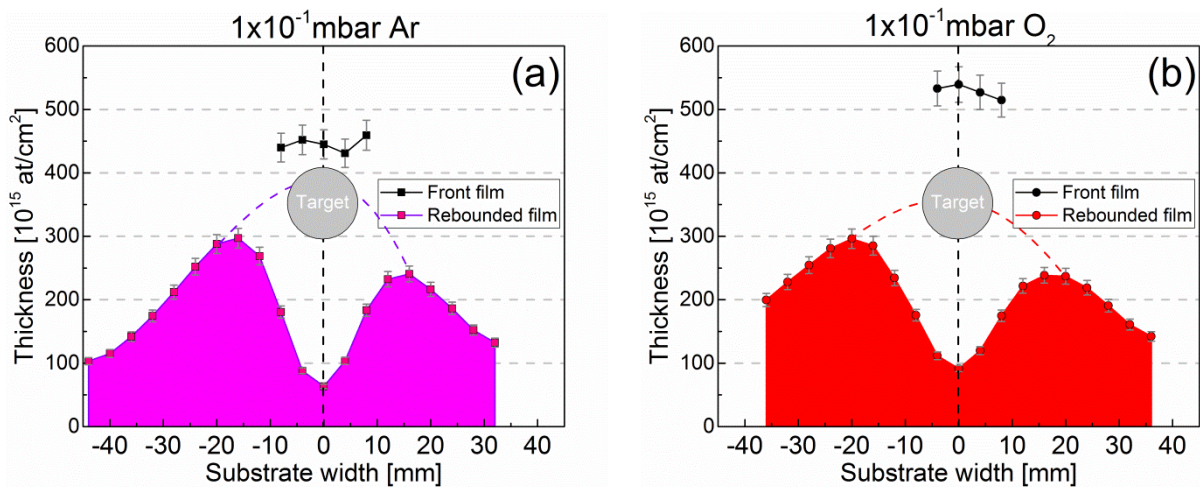 1x10⁻¹mbar Ar
(a)
Thickness [10¹⁵ at/cm²]
600
500
400
300
200
100
0
Target
Front film
Rebounded film
-40 -30 -20 -10 0 10 20 30 40
Substrate width [mm]
1x10⁻¹mbar O₂
(b)
Thickness [10¹⁵ at/cm²]
600
500
400
300
200
100
0
Target
Front film
Rebounded film
-40 -30 -20 -10 0 10 20 30 40
Substrate width [mm]